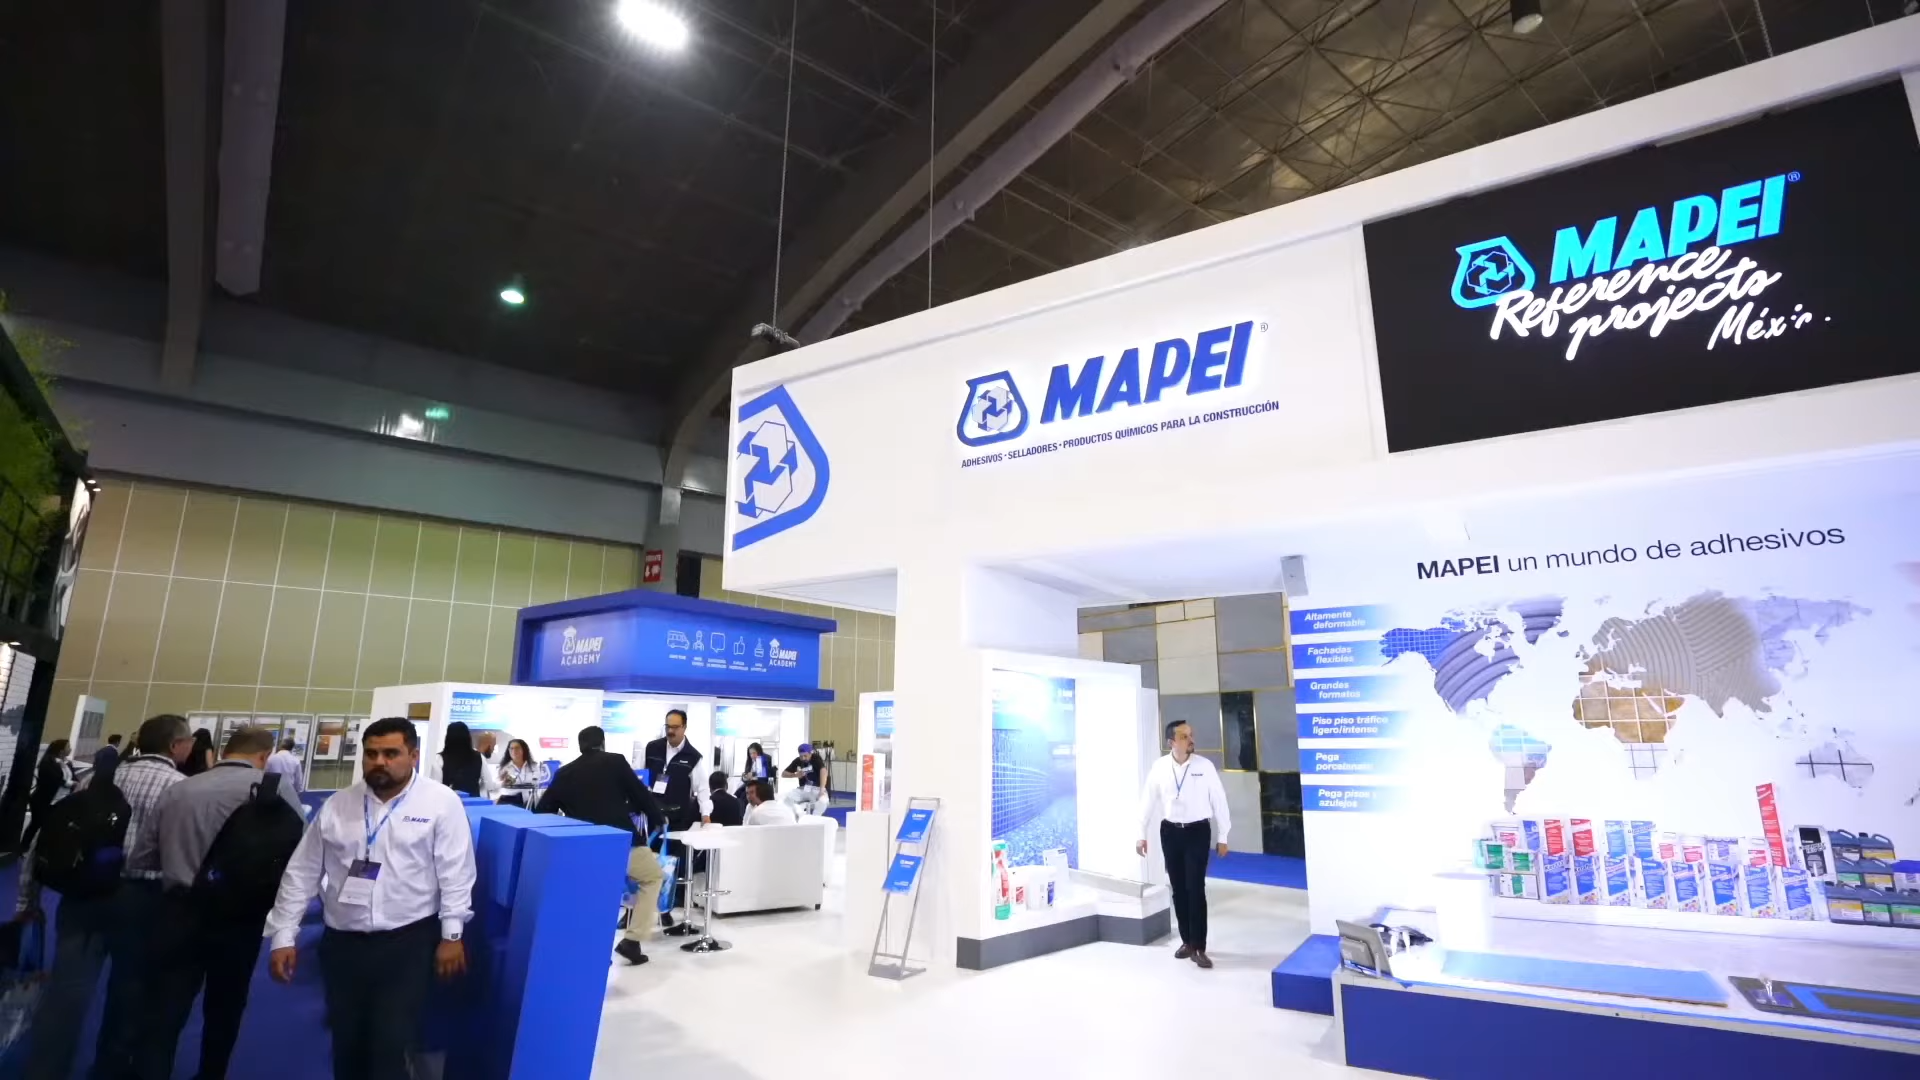 MAPEI®
Reference
projects
MAPEI®
ADHESIVOS • SELLADORES • PRODUCTOS QUÍMICOS PARA LA CONSTRUCCIÓN
MAPEI un mundo de adhesivos
Altamente
deformable
Fachadas
flexibles
Grandes
formatos
Piso piso tráfico
ligero/intenso
Pega
porcelanato
Pega pisos
azulejos
MAPEI
ACADEMY
MAPEI
ACADEMY
MAPEI